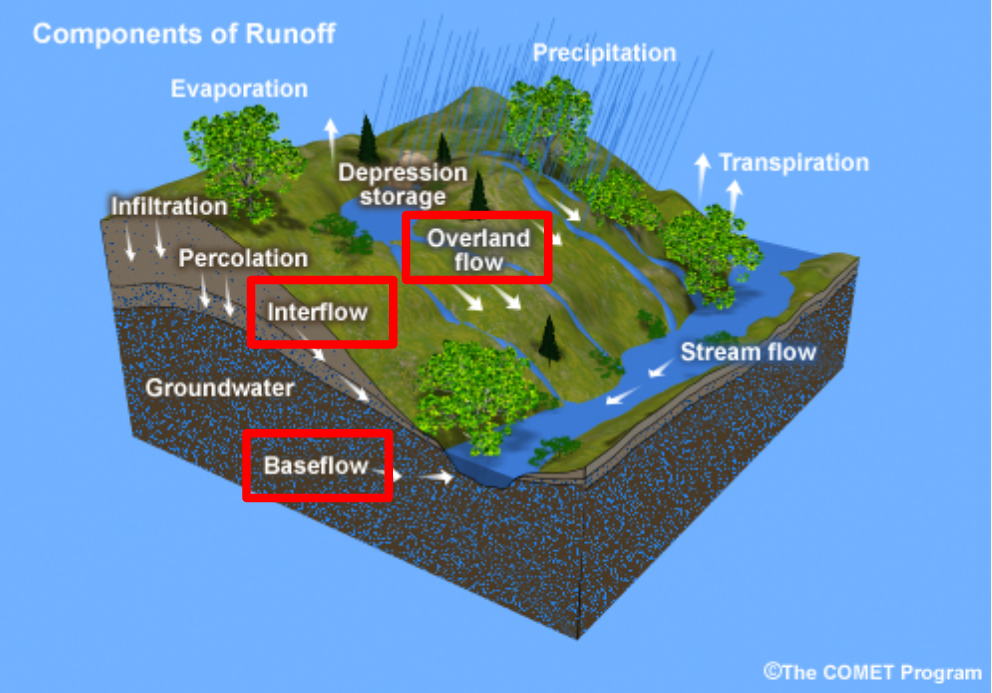 Components of Runoff
Precipitation
Evaporation
Transpiration
Depression
storage
Infiltration
Overland
flow
Percolation
Interflow
Stream flow
Groundwater
Baseflow
©The COMET Program